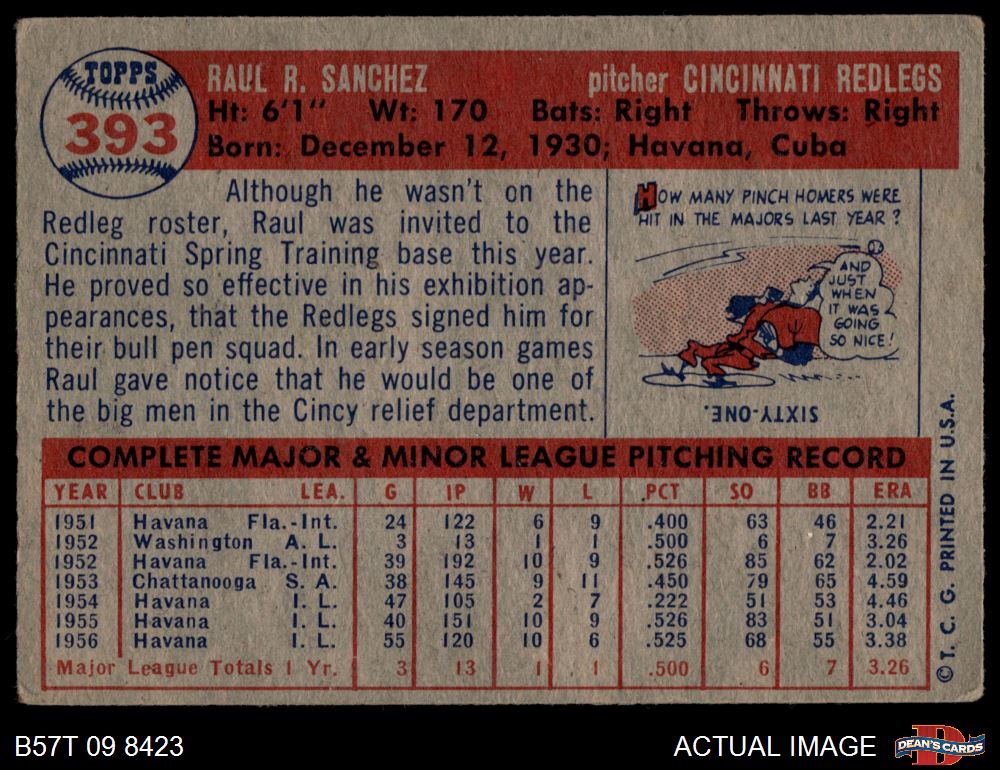 TOPPS
393
RAUL R. SANCHEZ pitcher CINCINNATI REDLEGS
Ht: 6'1" Wt: 170 Bats: Right Throws: Right
Born: December 12, 1930; Havana, Cuba
Although he wasn't on the
Redleg roster, Raul was invited to the
Cincinnati Spring Training base this year.
He proved so effective in his exhibition ap-
pearances, that the Redlegs signed him for
their bull pen squad. In early season games
Raul gave notice that he would be one of
the big men in the Cincy relief department.
HOW MANY PINCH HOMERS WERE
HIT IN THE MAJORS LAST YEAR?
AND
JUST
WHEN
IT WAS
GOING
SO NICE!
SIXTY-ONE.
COMPLETE MAJOR & MINOR LEAGUE PITCHING RECORD
YEAR CLUB LEA. G IP W L PCT SO BB ERA
1951 Havana Fla.-Int. 24 122 6 9 .400 63 46 2.21
1952 Washington A. L. 3 13 1 1 .500 6 7 3.26
1952 Havana Fla.-Int. 39 192 10 9 .526 85 62 2.02
1953 Chattanooga S. A. 38 145 9 11 .450 79 65 4.59
1954 Havana I. L. 47 105 2 7 .222 51 53 4.46
1955 Havana I. L. 40 151 10 9 .526 83 51 3.04
1956 Havana I. L. 55 120 10 6 .525 68 55 3.38
Major League Totals 1 Yr. 3 13 1 1 .500 6 7 3.26
© T. C. G. PRINTED IN U.S.A.
B57T 09 8423
ACTUAL IMAGE
D
DEAN'S CARDS